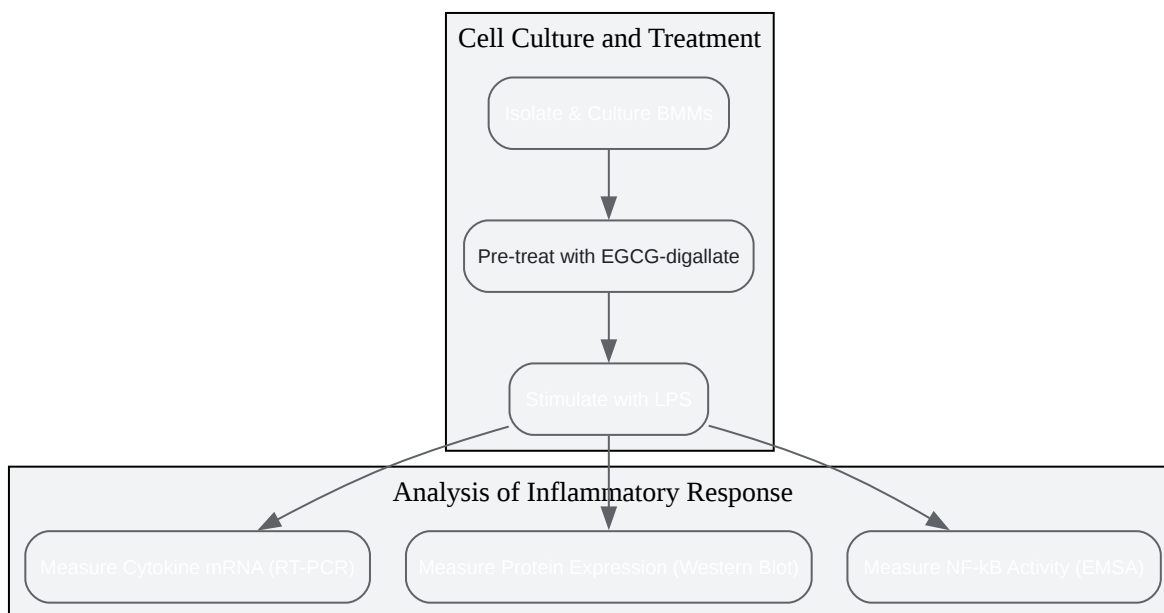 Cell Culture and Treatment
Isolate & Culture BMMs
Pre-treat with EGCG-digallate
Stimulate with LPS
Analysis of Inflammatory Response
Measure Cytokine mRNA (RT-PCR)
Measure Protein Expression (Western Blot)
Measure NF-kB Activity (EMSA)